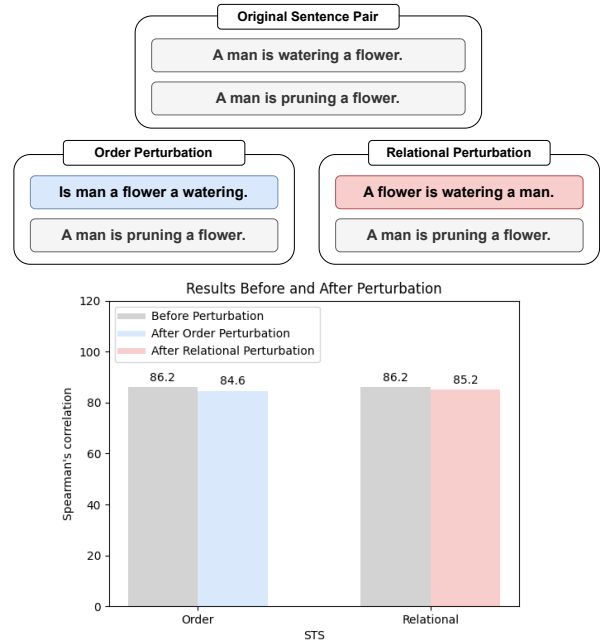 Original Sentence Pair
A man is watering a flower.
A man is pruning a flower.
Order Perturbation
Is man a flower a watering.
A man is pruning a flower.
Relational Perturbation
A flower is watering a man.
A man is pruning a flower.
Results Before and After Perturbation
Before Perturbation
After Order Perturbation
After Relational Perturbation
120
100
80
60
40
20
0
Spearman's correlation
86.2
84.6
86.2
85.2
Order
Relational
STS